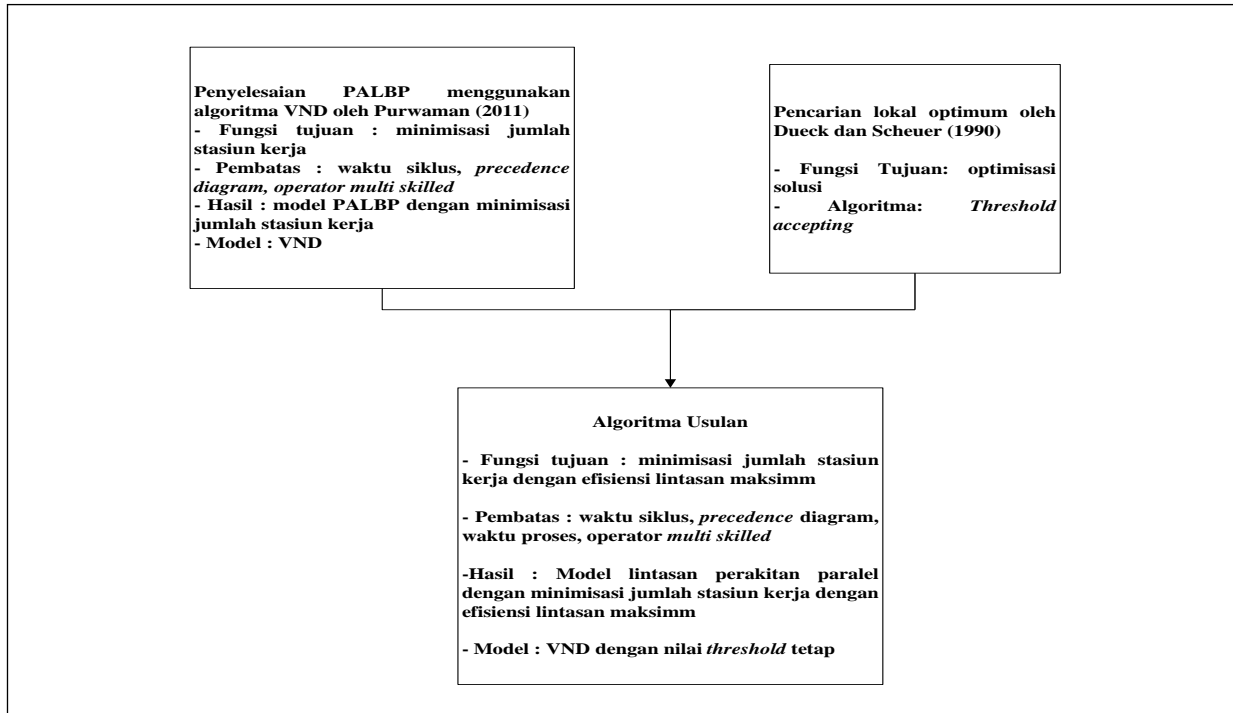 Penyelesaian PALBP menggunakan
algoritma VND oleh Purwaman (2011)
- Fungsi tujuan : minimisasi jumlah
stasiun kerja
- Pembatas : waktu siklus, precedence
diagram, operator multi skilled
- Hasil : model PALBP dengan minimisasi
jumlah stasiun kerja
- Model : VND
Pencarian lokal optimum oleh
Dueck dan Scheuer (1990)
- Fungsi Tujuan: optimisasi
solusi
- Algoritma: Threshold
accepting
Algoritma Usulan
- Fungsi tujuan : minimisasi jumlah stasiun
kerja dengan efisiensi lintasan maksimm
- Pembatas : waktu siklus, precedence diagram,
waktu proses, operator multi skilled
-Hasil : Model lintasan perakitan paralel
dengan minimisasi jumlah stasiun kerja dengan
efisiensi lintasan maksimm
- Model : VND dengan nilai threshold tetap